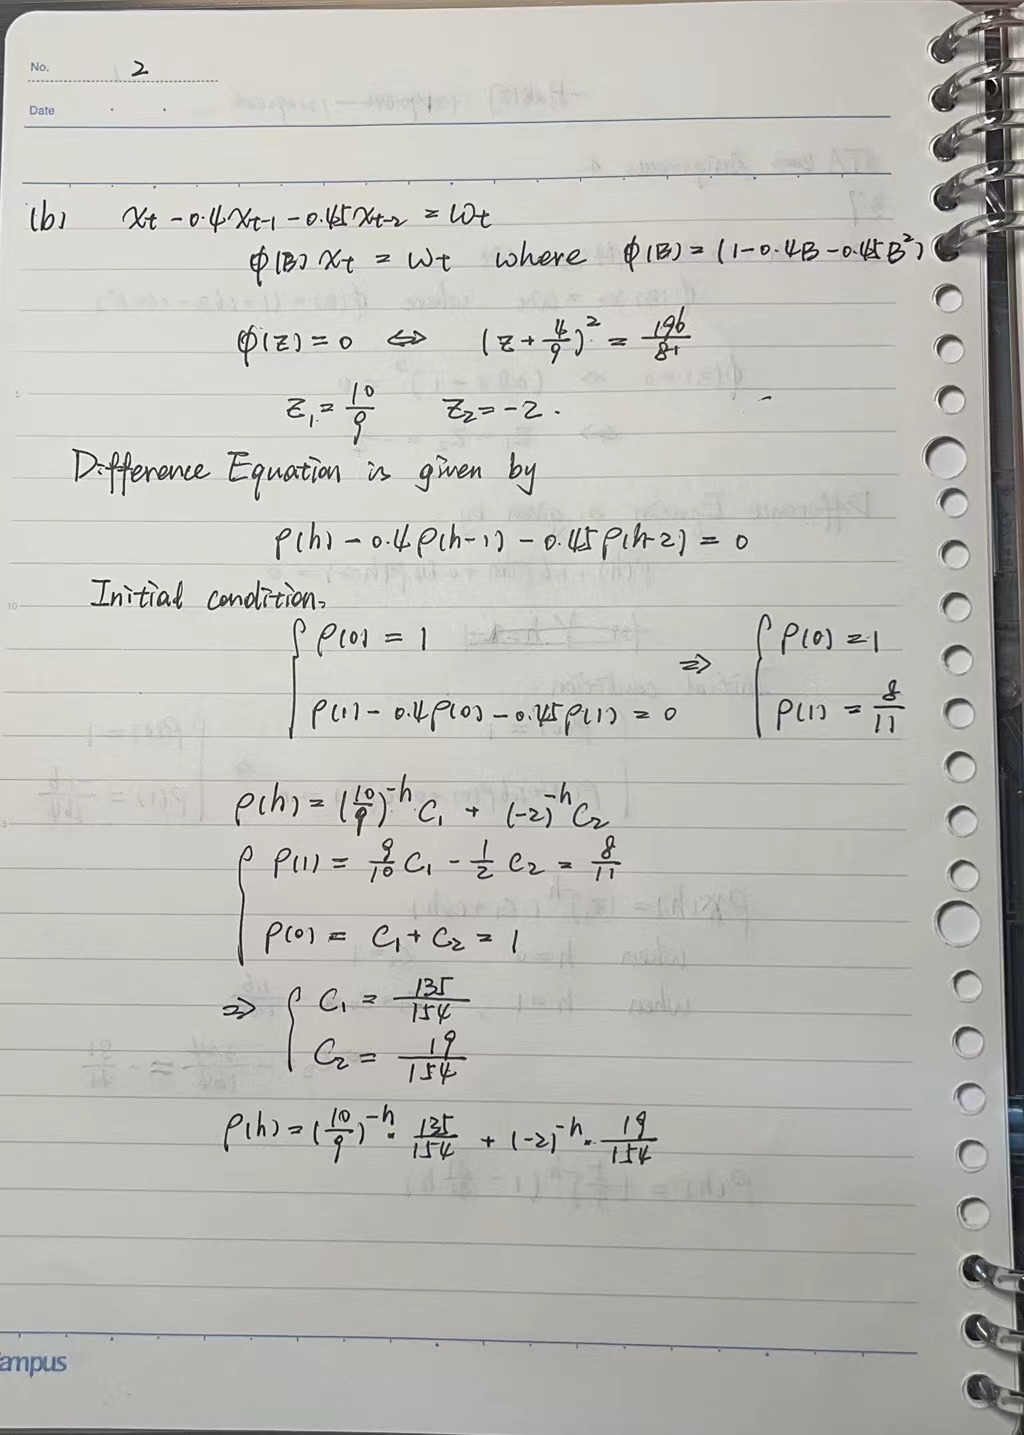 No. 2
Date
(b) Xt - 0.4Xt-1 - 0.45Xt-2 = Wt
ϕ(B) Xt = Wt where ϕ(B) = (1-0.4B-0.45B²)
ϕ(z) = 0 ⇔ (z + 4/9)² = 196/81
Z₁ = 10/9 Z₂ = -2.
Difference Equation is given by
ρ(h) - 0.4ρ(h-1) - 0.45ρ(h-2) = 0
Initial condition,
{ ρ(0) = 1 ⇒ { ρ(0) = 1
ρ(1) - 0.4ρ(0) - 0.45ρ(1) = 0 ρ(1) = 8/11
ρ(h) = (10/9)^-h C₁ + (-2)^-h C₂
{ ρ(1) = 9/10 C₁ - 1/2 C₂ = 8/11
ρ(0) = C₁ + C₂ = 1
⇒ { C₁ = 135/154
C₂ = 19/154
ρ(h) = (10/9)^-h · 135/154 + (-2)^-h · 19/154
ampus